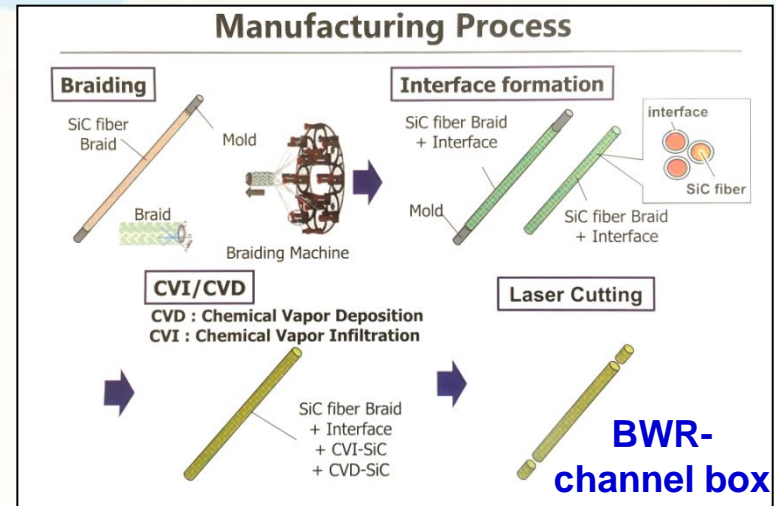 Manufacturing Process
Braiding
SiC fiber
Braid
Mold
Braid
Braiding Machine
Interface formation
SiC fiber Braid
+ Interface
Mold
SiC fiber Braid
+ Interface
interface
SiC fiber
CVI/CVD
CVD : Chemical Vapor Deposition
CVI : Chemical Vapor Infiltration
SiC fiber Braid
+ Interface
+ CVI-SiC
+ CVD-SiC
Laser Cutting
BWR-
channel box